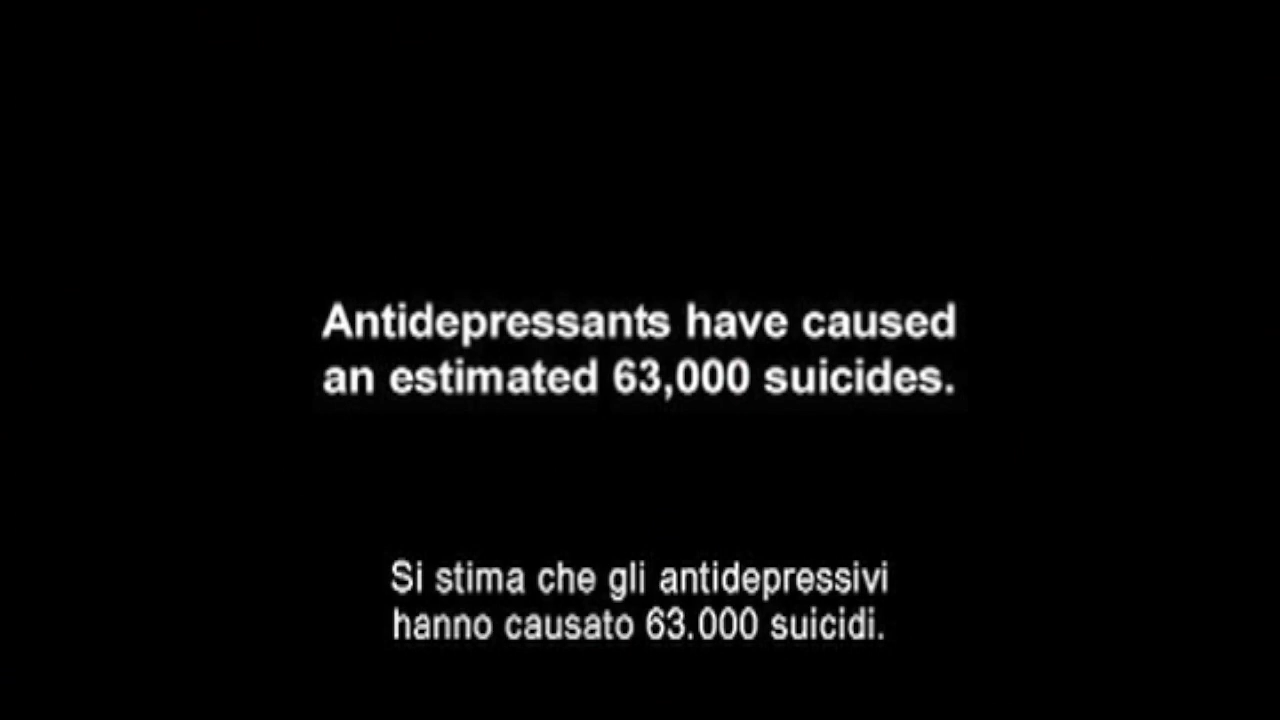 Antidepressants have caused
an estimated 63,000 suicides.
Si stima che gli antidepressivi
hanno causato 63.000 suicidi.